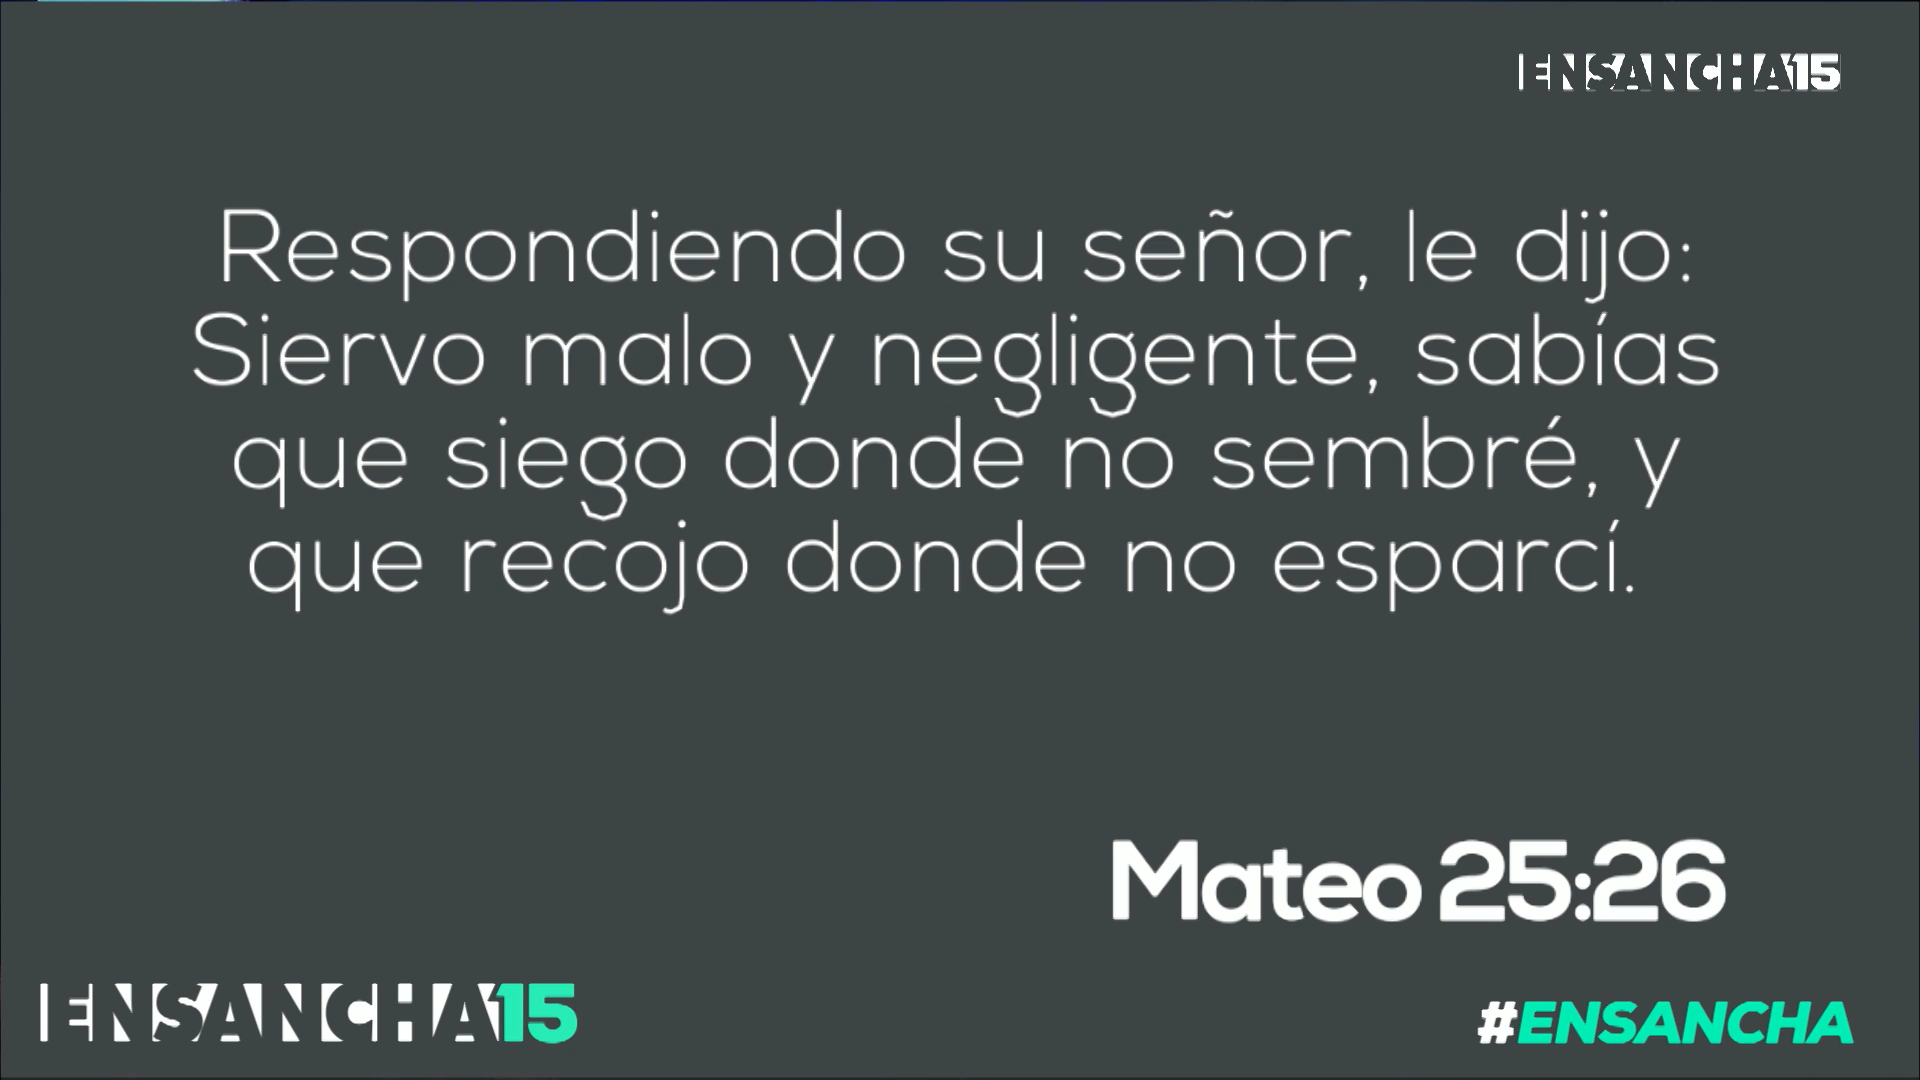 ENSANCHA15
Respondiendo su señor, le dijo:
Siervo malo y negligente, sabías
que siego donde no sembré, y
que recojo donde no esparcí.
Mateo 25:26
ENSANCHA15
#ENSANCHA